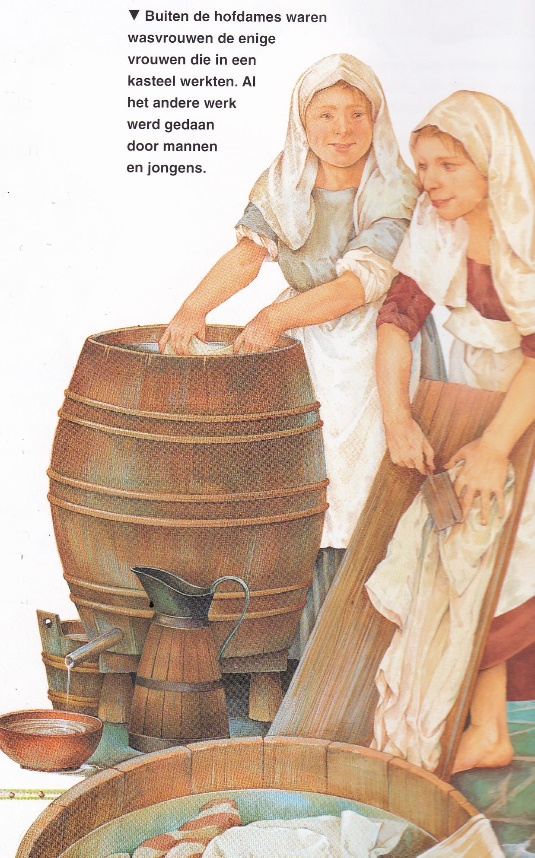 ▼ Buiten de hofdames waren
wasvrouwen de enige
vrouwen die in een
kasteel werkten. Al
het andere werk
werd gedaan
door mannen
en jongens.